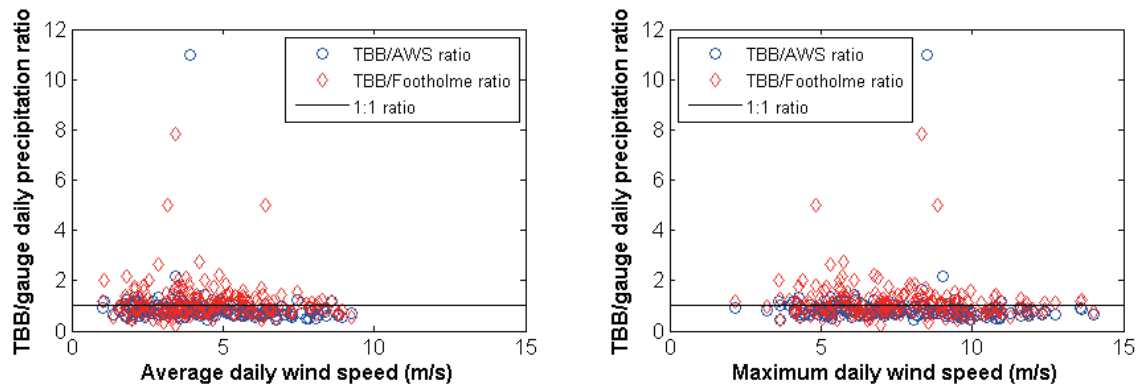 TBB/gauge daily precipitation ratio
12
10
8
6
4
2
0
TBB/AWS ratio
TBB/Footholme ratio
1:1 ratio
0 5 10 15
Average daily wind speed (m/s)
TBB/gauge daily precipitation ratio
12
10
8
6
4
2
0
TBB/AWS ratio
TBB/Footholme ratio
1:1 ratio
0 5 10 15
Maximum daily wind speed (m/s)